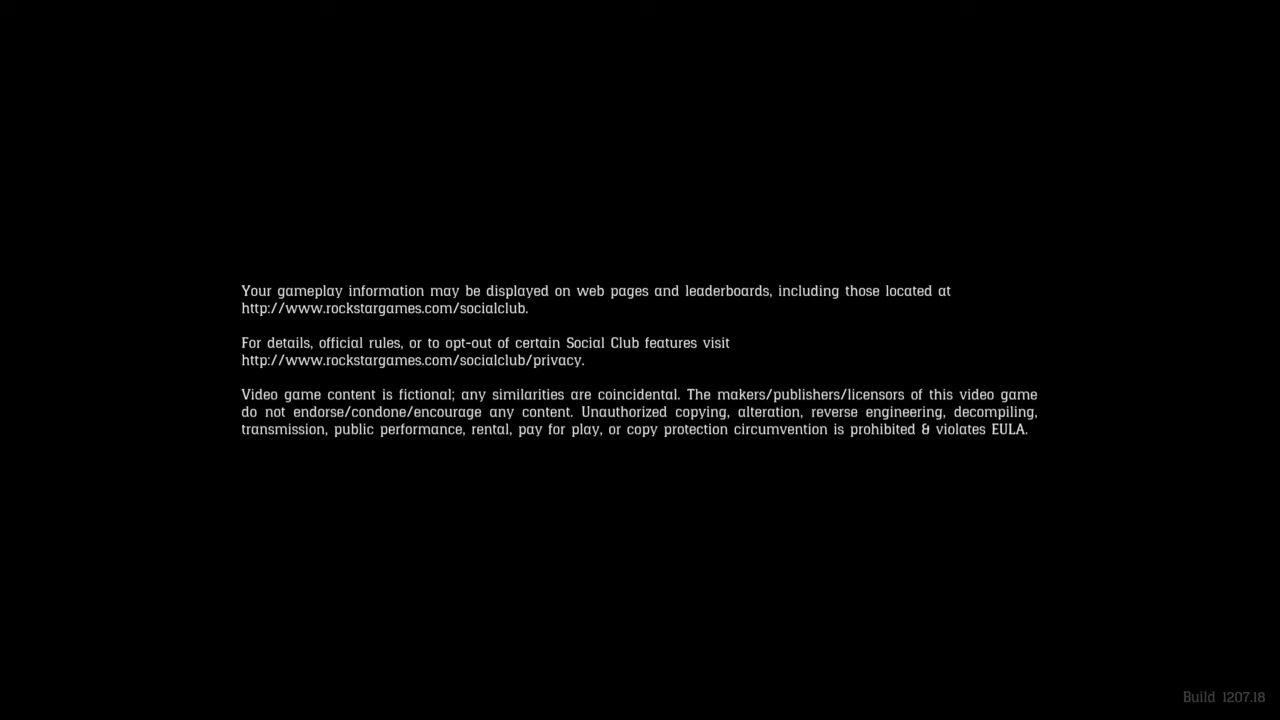 Your gameplay information may be displayed on web pages and leaderboards, including those located at
http://www.rockstargames.com/socialclub.
For details, official rules, or to opt-out of certain Social Club features visit
http://www.rockstargames.com/socialclub/privacy.
Video game content is fictional; any similarities are coincidental. The makers/publishers/licensors of this video game
do not endorse/condone/encourage any content. Unauthorized copying, alteration, reverse engineering, decompiling,
transmission, public performance, rental, pay for play, or copy protection circumvention is prohibited & violates EULA.
Build 1207.18